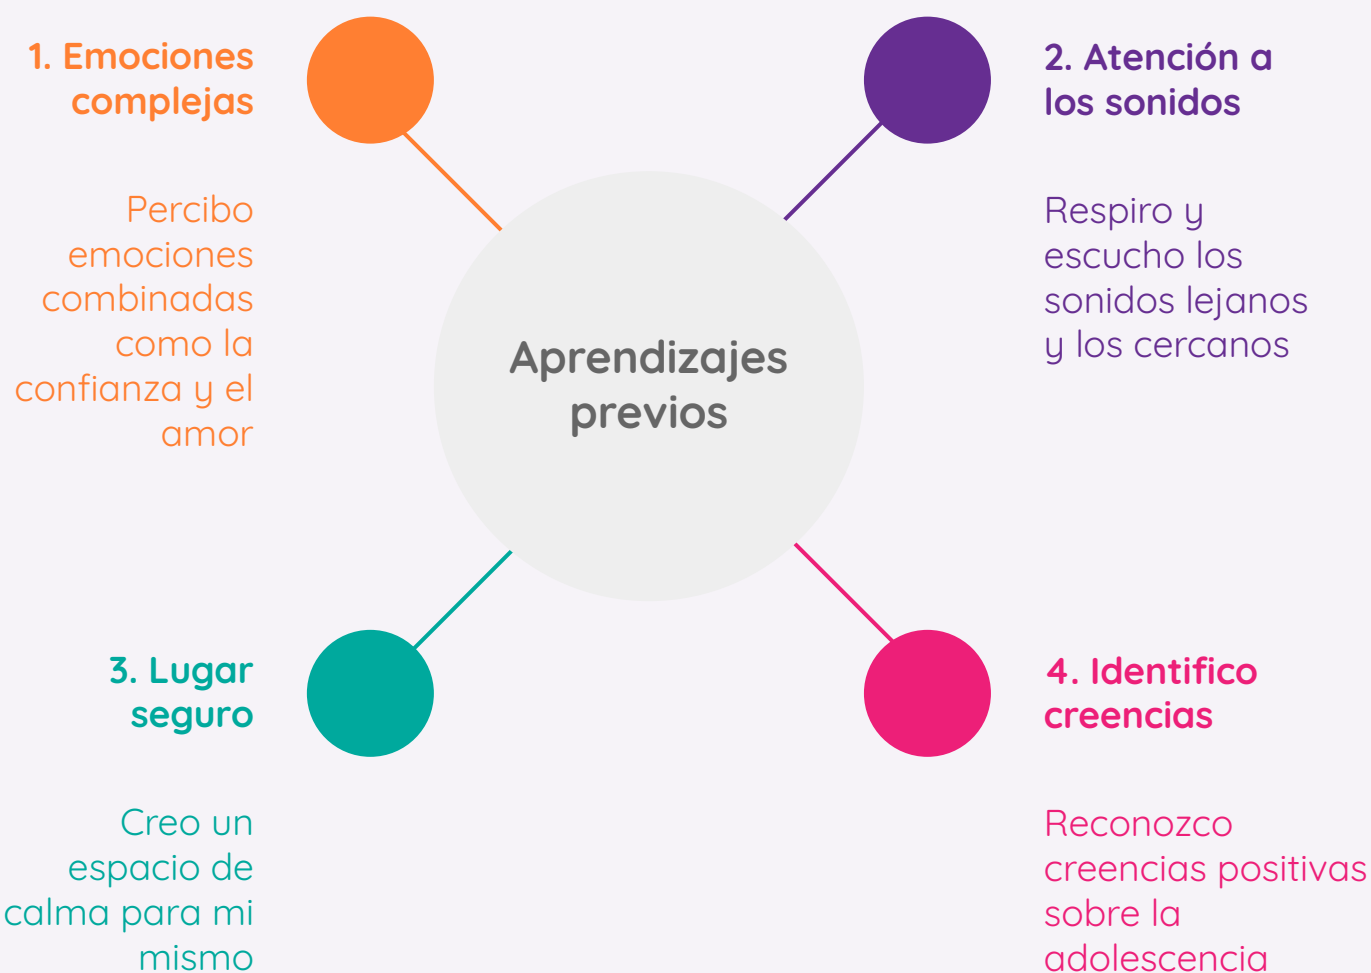 1. Emociones
complejas
Percibo
emociones
combinadas
como la
confianza y el
amor
2. Atención a
los sonidos
Respiro y
escucho los
sonidos lejanos
y los cercanos
Aprendizajes
previos
3. Lugar
seguro
Creo un
espacio de
calma para mi
mismo
4. Identifico
creencias
Reconozco
creencias positivas
sobre la
adolescencia